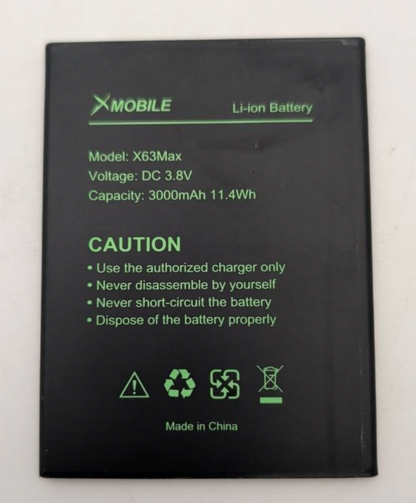 XMOBILE Li-ion Battery
Model: X63Max
Voltage: DC 3.8V
Capacity: 3000mAh 11.4Wh
CAUTION
• Use the authorized charger only
• Never disassemble by yourself
• Never short-circuit the battery
• Dispose of the battery properly
Made in China